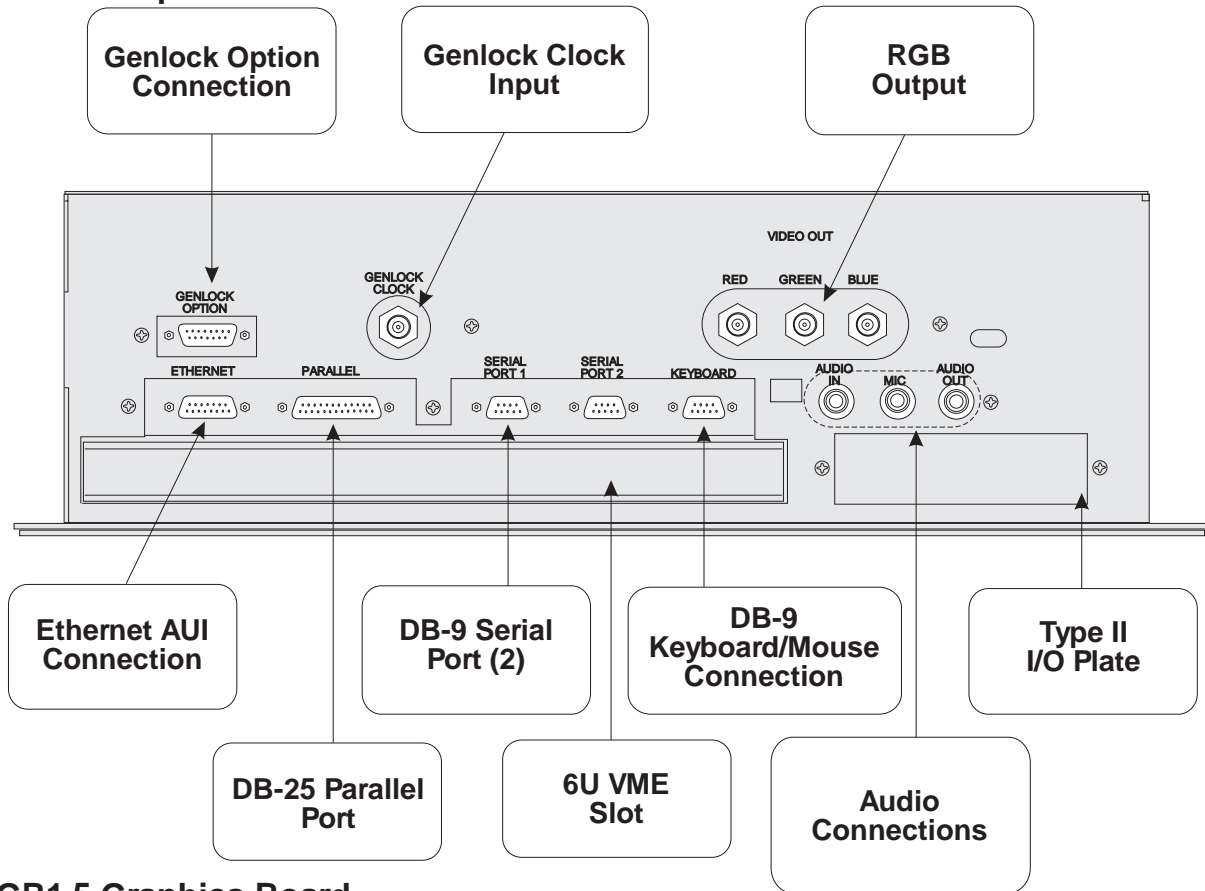 Genlock Option
Connection
Genlock Clock
Input
RGB
Output
VIDEO OUT
GENLOCK
OPTION
GENLOCK
CLOCK
RED
GREEN
BLUE
ETHERNET
PARALLEL
SERIAL
PORT 1
SERIAL
PORT 2
KEYBOARD
AUDIO
IN
MIC
AUDIO
OUT
Ethernet AUI
Connection
DB-9 Serial
Port (2)
DB-9
Keyboard/Mouse
Connection
Type II
I/O Plate
DB-25 Parallel
Port
6U VME
Slot
Audio
Connections